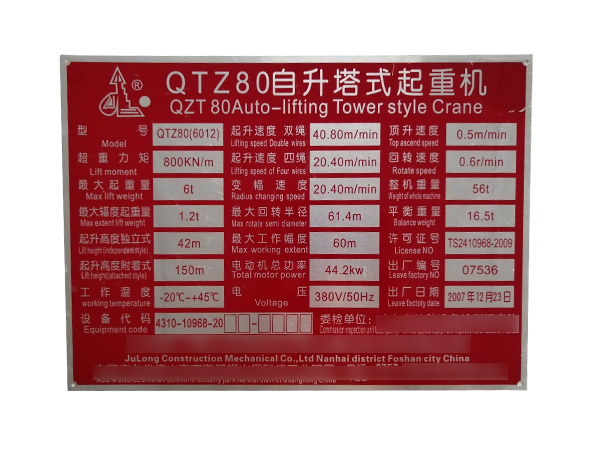 QTZ80自升塔式起重机
QZT 80Auto-lifting Tower style Crane
®
型 号 QTZ80(6012) 起升速度 双绳 40.80m/min 顶升速度 0.5m/min
Model Lifting speed Double wires Top ascend speed
起重力矩 800KN/m 起升速度 四绳 20.40m/min 回转速度 0.6r/min
Lift moment Lifting speed of Four wires Rotate speed
最大起重量 6t 变幅速度 20.40m/min 整机重量 56t
Max lift weight Radius changing speed Weight of whole machine
最大幅度起重量 1.2t 最大回转半径 61.4m 平衡重量 16.5t
Max extent lift weight Max rotate semi diameter Balance weight
起升高度独立式 42m 最大工作幅度 60m 许可证号 TS2410968-2009
Lift height(independent style) Max working extent License NO
起升高度附着式 150m 电动机总功率 44.2kw 出厂编号 07536
Lift height(attached style) Total motor power Leave factory NO
工作温度 -20℃~+45℃ 电 压 380V/50Hz 出厂日期 2007年12月23日
working temperature Voltage Leave factoty date
设备代码 4310-10968-20□□-□□□□ 委检单位:
Equipment code Commission inspection unit
JuLong Construction Mechanical Co.,Ltd Nanhai district Foshan city China